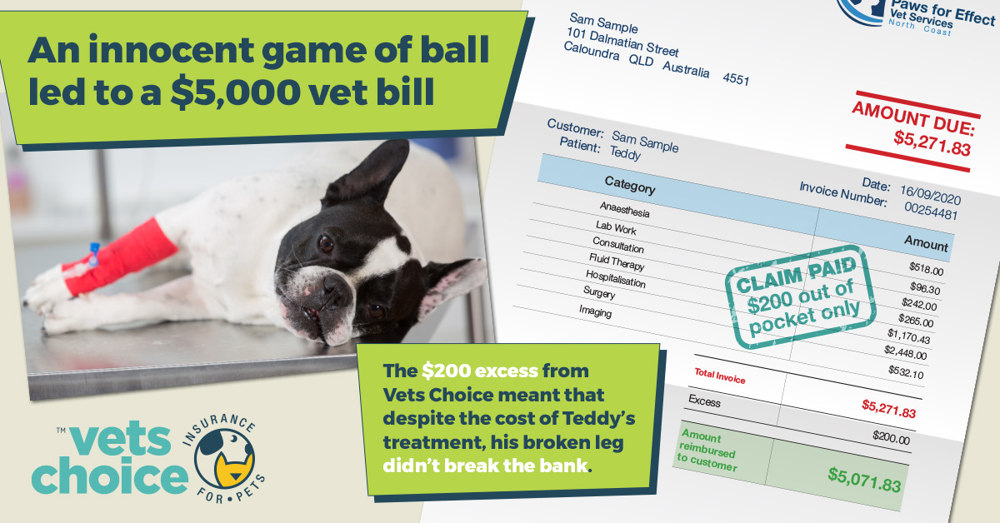 An innocent game of ball
led to a $5,000 vet bill
Paws for Effect
Vet Services
North Coast
Sam Sample
101 Dalmatian Street
Caloundra QLD Australia 4551
AMOUNT DUE:
$5,271.83
Customer: Sam Sample
Patient: Teddy
Date: 16/09/2020
Invoice Number: 00254481
Category Amount
Anaesthesia $518.00
Lab Work $96.30
Consultation $242.00
Fluid Therapy $265.00
Hospitalisation $1,170.43
Surgery $2,448.00
Imaging $532.10
CLAIM PAID
$200 out of
pocket only
Total Invoice $5,271.83
Excess $200.00
Amount
reimbursed
to customer $5,071.83
The $200 excess from
Vets Choice meant that
despite the cost of Teddy's
treatment, his broken leg
didn't break the bank.
TM vets
choice
INSURANCE
FOR • PETS